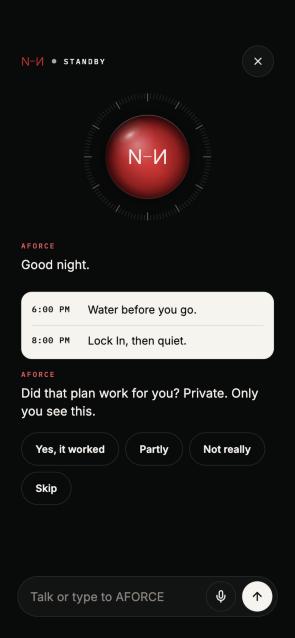 N–И • STANDBY
N–И
AFORCE
Good night.
6:00 PM Water before you go.
8:00 PM Lock In, then quiet.
AFORCE
Did that plan work for you? Private. Only
you see this.
Yes, it worked
Partly
Not really
Skip
Talk or type to AFORCE